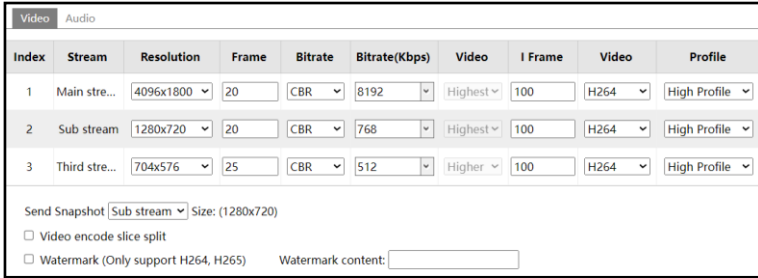 Video Audio
Index Stream Resolution Frame Bitrate Bitrate(Kbps) Video I Frame Video Profile
1 Main stre... 4096x1800 20 CBR 8192 Highest 100 H264 High Profile
2 Sub stream 1280x720 20 CBR 768 Highest 100 H264 High Profile
3 Third stre... 704x576 25 CBR 512 Higher 100 H264 High Profile
Send Snapshot Sub stream Size: (1280x720)
Video encode slice split
Watermark (Only support H264, H265) Watermark content: